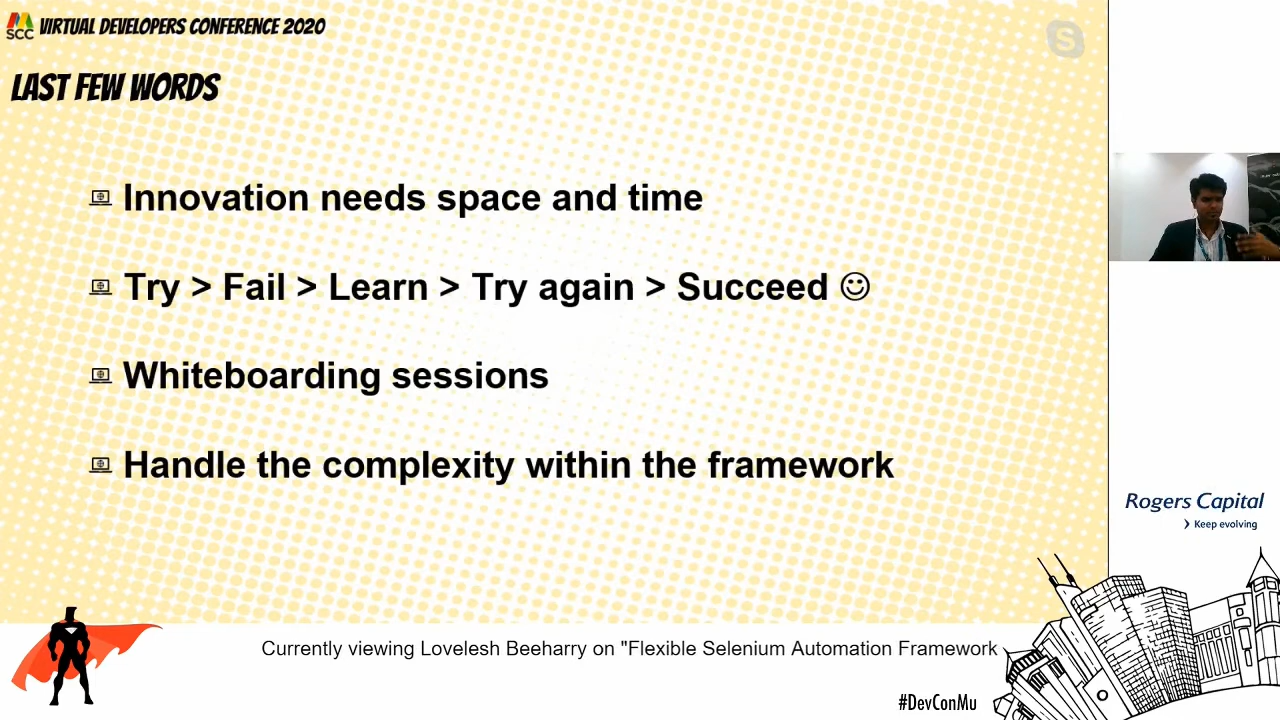 SCC VIRTUAL DEVELOPERS CONFERENCE 2020
LAST FEW WORDS
Innovation needs space and time
Try > Fail > Learn > Try again > Succeed ☺
Whiteboarding sessions
Handle the complexity within the framework
Rogers Capital
Keep evolving
Currently viewing Lovelesh Beeharry on "Flexible Selenium Automation Framework
#DevConMu